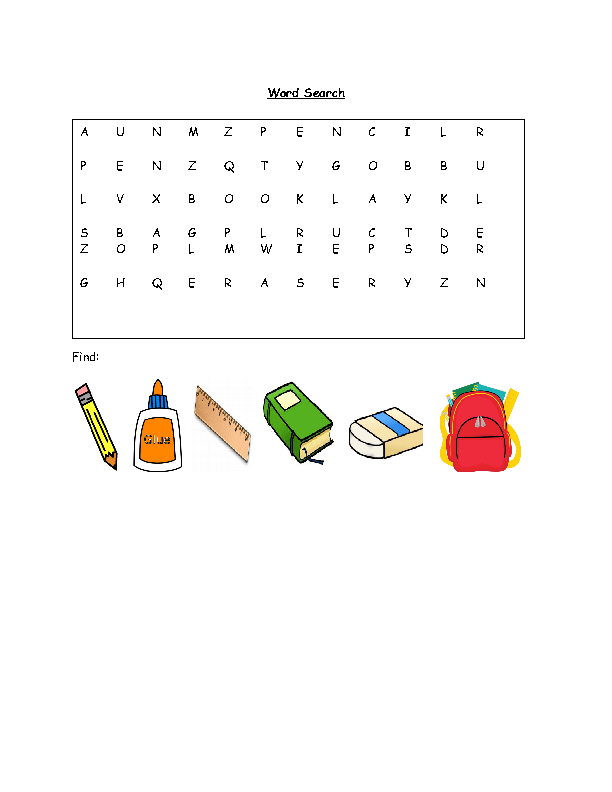 Word Search
A U N M Z P E N C I L R
P E N Z Q T Y G O B B U
L V X B O O K L A Y K L
S B A G P L R U C T D E
Z O P L M W I E P S D R
G H Q E R A S E R Y Z N
Find:
Glue